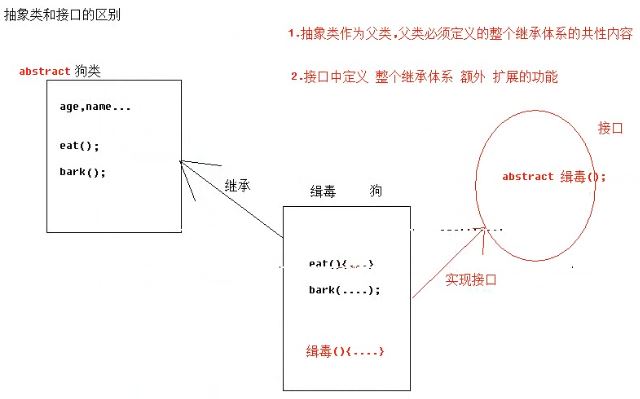 抽象类和接口的区别
1.抽象类作为父类,父类必须定义的整个继承体系的共性内容
2.接口中定义 整个继承体系 额外 扩展的功能
abstract 狗类
age,name...
eat();
bark();
继承
缉毒 狗
eat(){....}
bark(....);
缉毒(){....}
接口
abstract 缉毒();
实现接口